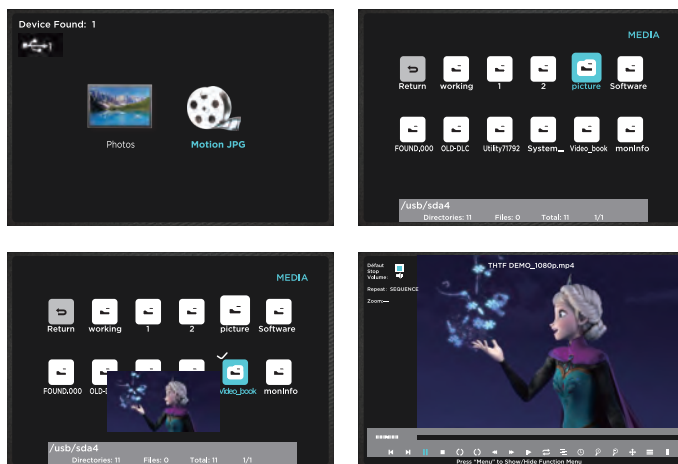 Device Found: 1
Photos
Motion JPG
MEDIA
Return working 1 2 picture Software
FOUND,000 OLD-DLC Utility71792 System_ Video_book monInfo
/usb/sda4
Directories: 11 Files: 0 Total: 11 1/1
MEDIA
Return working 1 2 picture Software
FOUND,000 Video_book monInfo
/usb/sda4
Directories: 11 Files: 0 Total: 11 1/1
THTF DEMO_1080p.mp4
Défaut
Stop
Volume:
Repeat: SEQUENCE
Zoom:
Press "Menu" to Show/Hide Function Menu